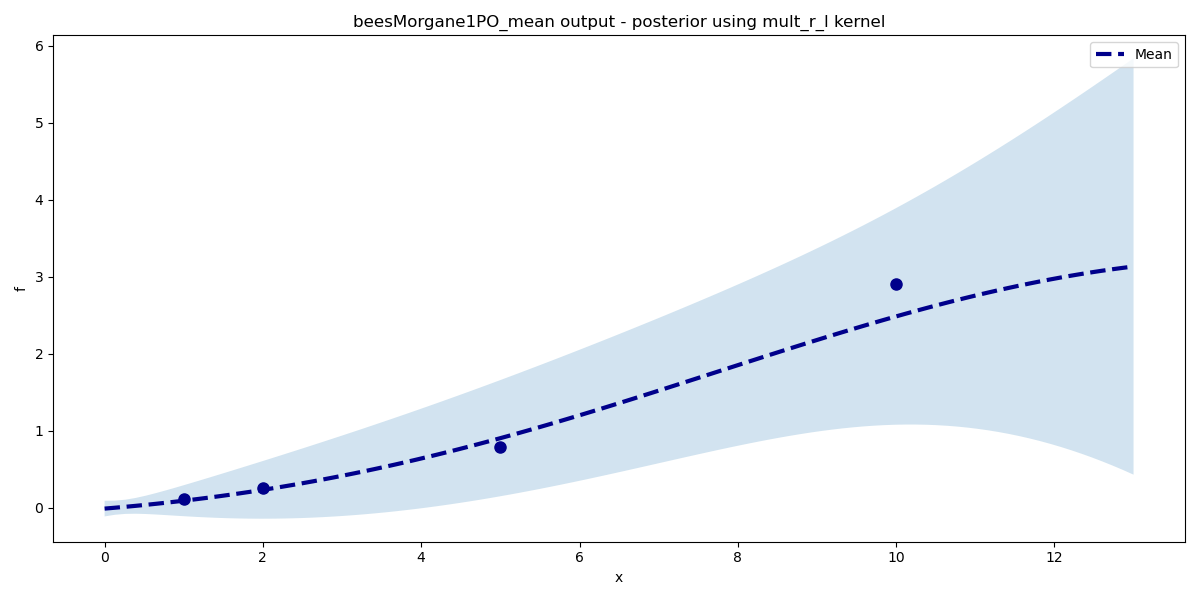 beesMorgane1PO_mean output - posterior using mult_r_l kernel
Mean
f
6
5
4
3
2
1
0
0 2 4 6 8 10 12
x